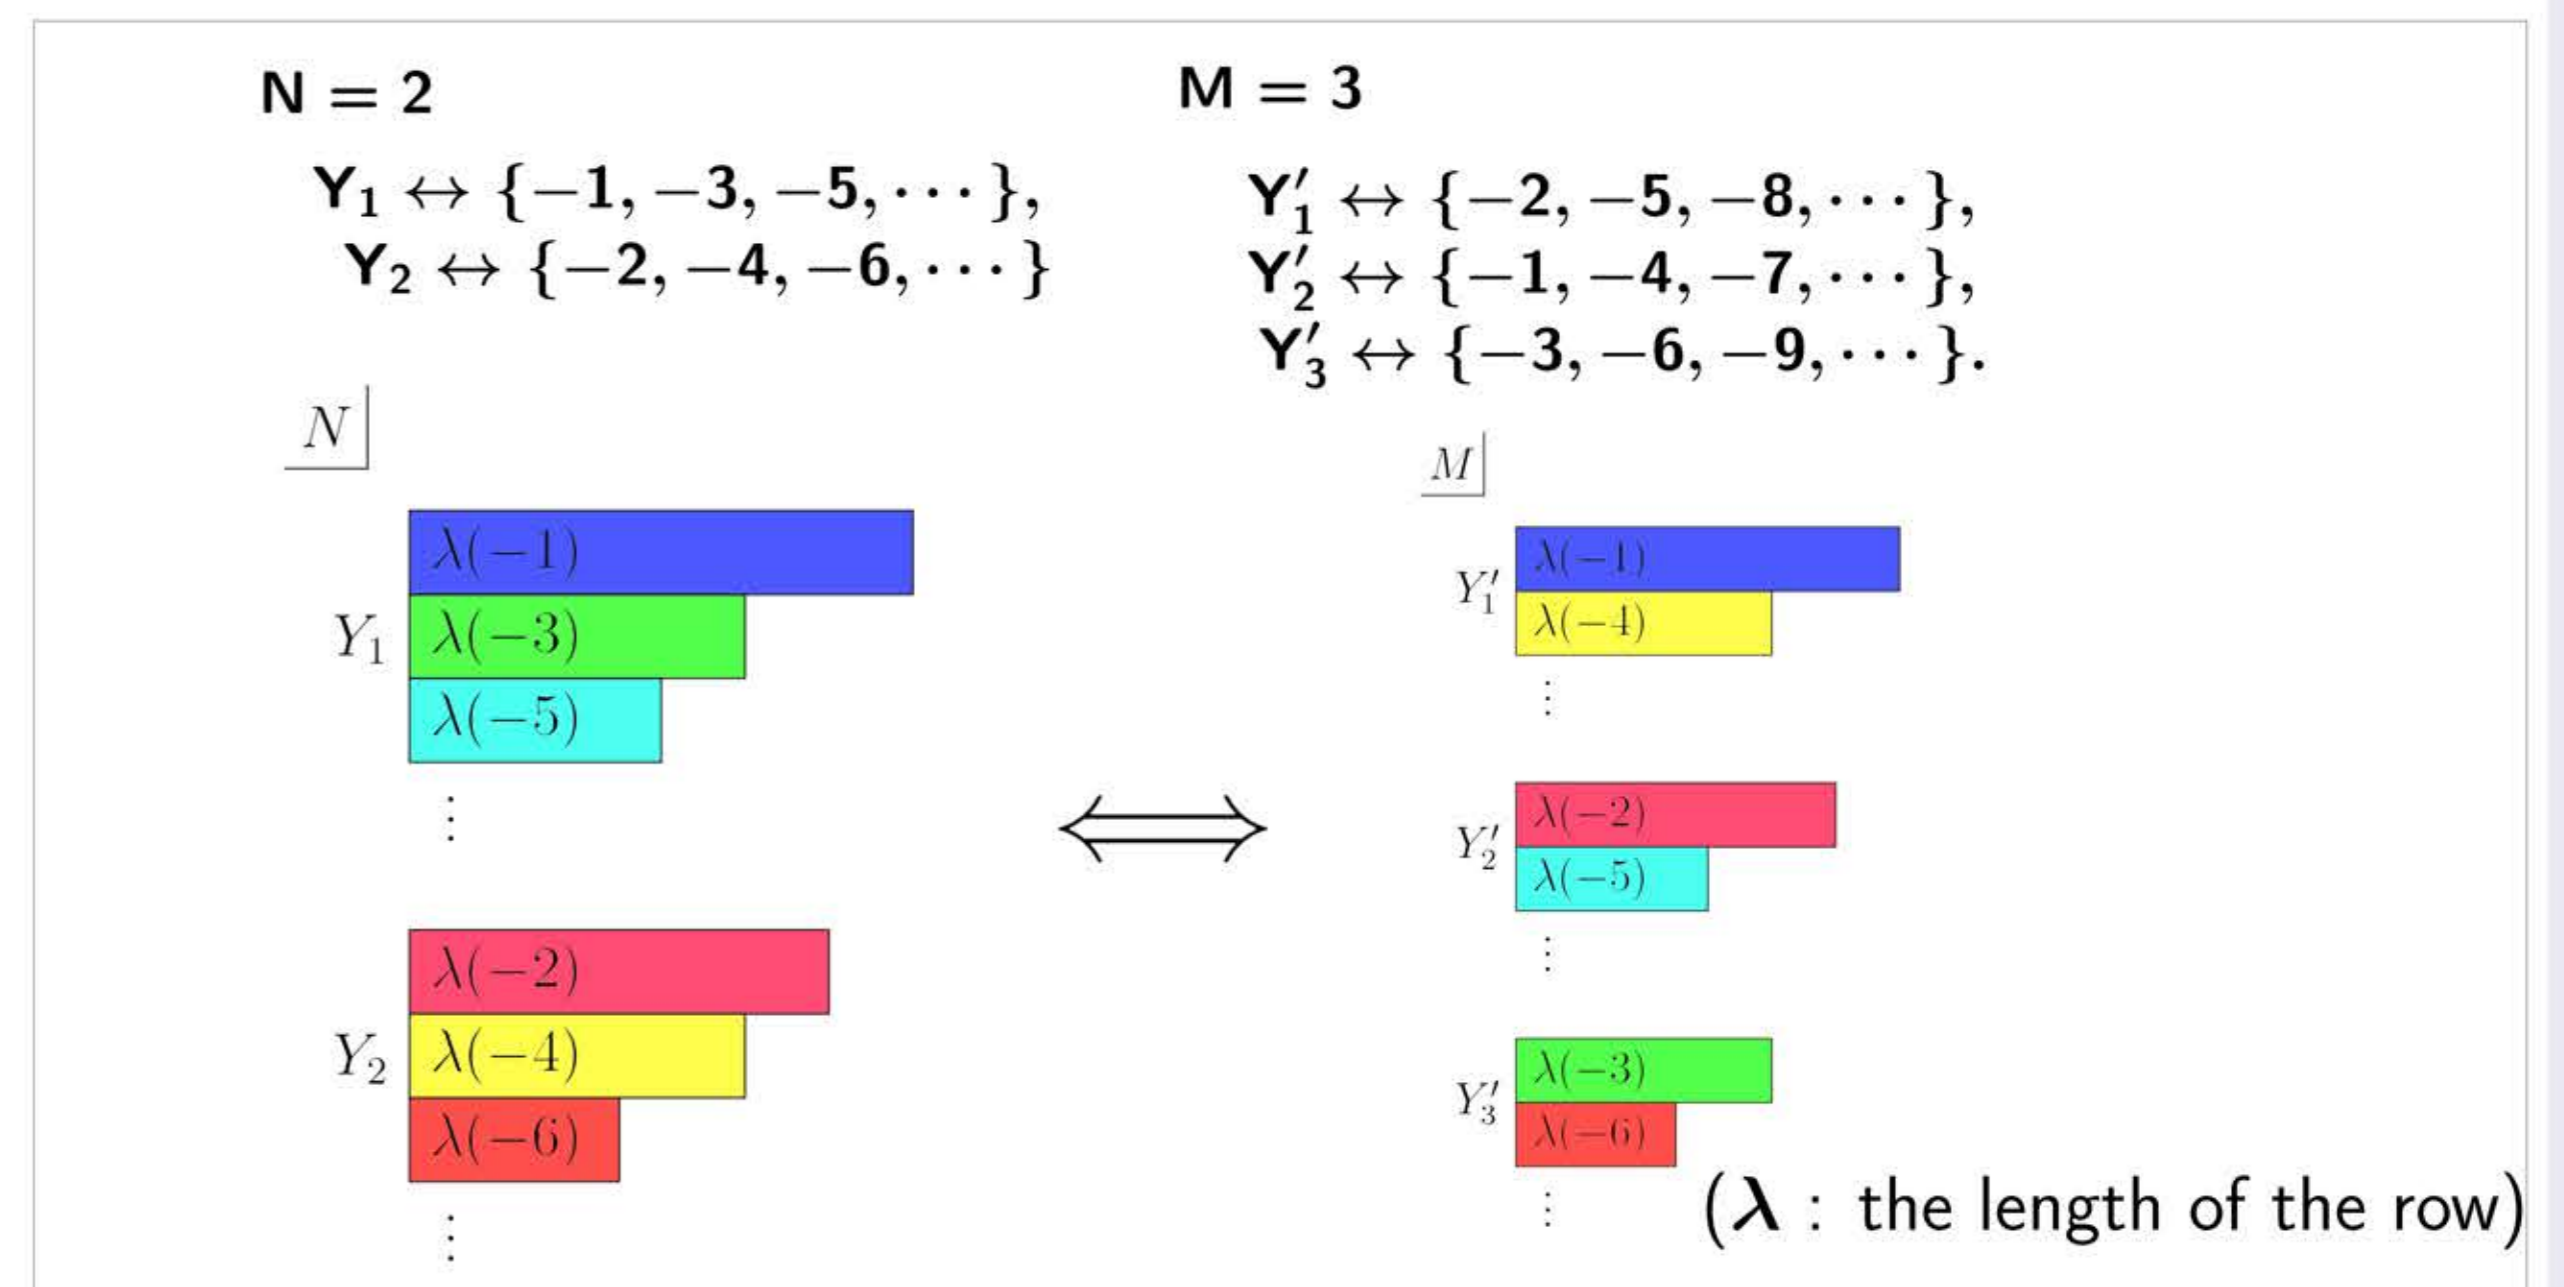 N = 2
Y₁ ↔ {−1, −3, −5, ⋯ },
Y₂ ↔ {−2, −4, −6, ⋯ }
M = 3
Y′₁ ↔ {−2, −5, −8, ⋯ },
Y′₂ ↔ {−1, −4, −7, ⋯ },
Y′₃ ↔ {−3, −6, −9, ⋯ }.
N
Y₁
λ(−1)
λ(−3)
λ(−5)
⋮
Y₂
λ(−2)
λ(−4)
λ(−6)
⋮
⟺
M
Y′₁
λ(−1)
λ(−4)
⋮
Y′₂
λ(−2)
λ(−5)
⋮
Y′₃
λ(−3)
λ(−6)
⋮
(λ : the length of the row)